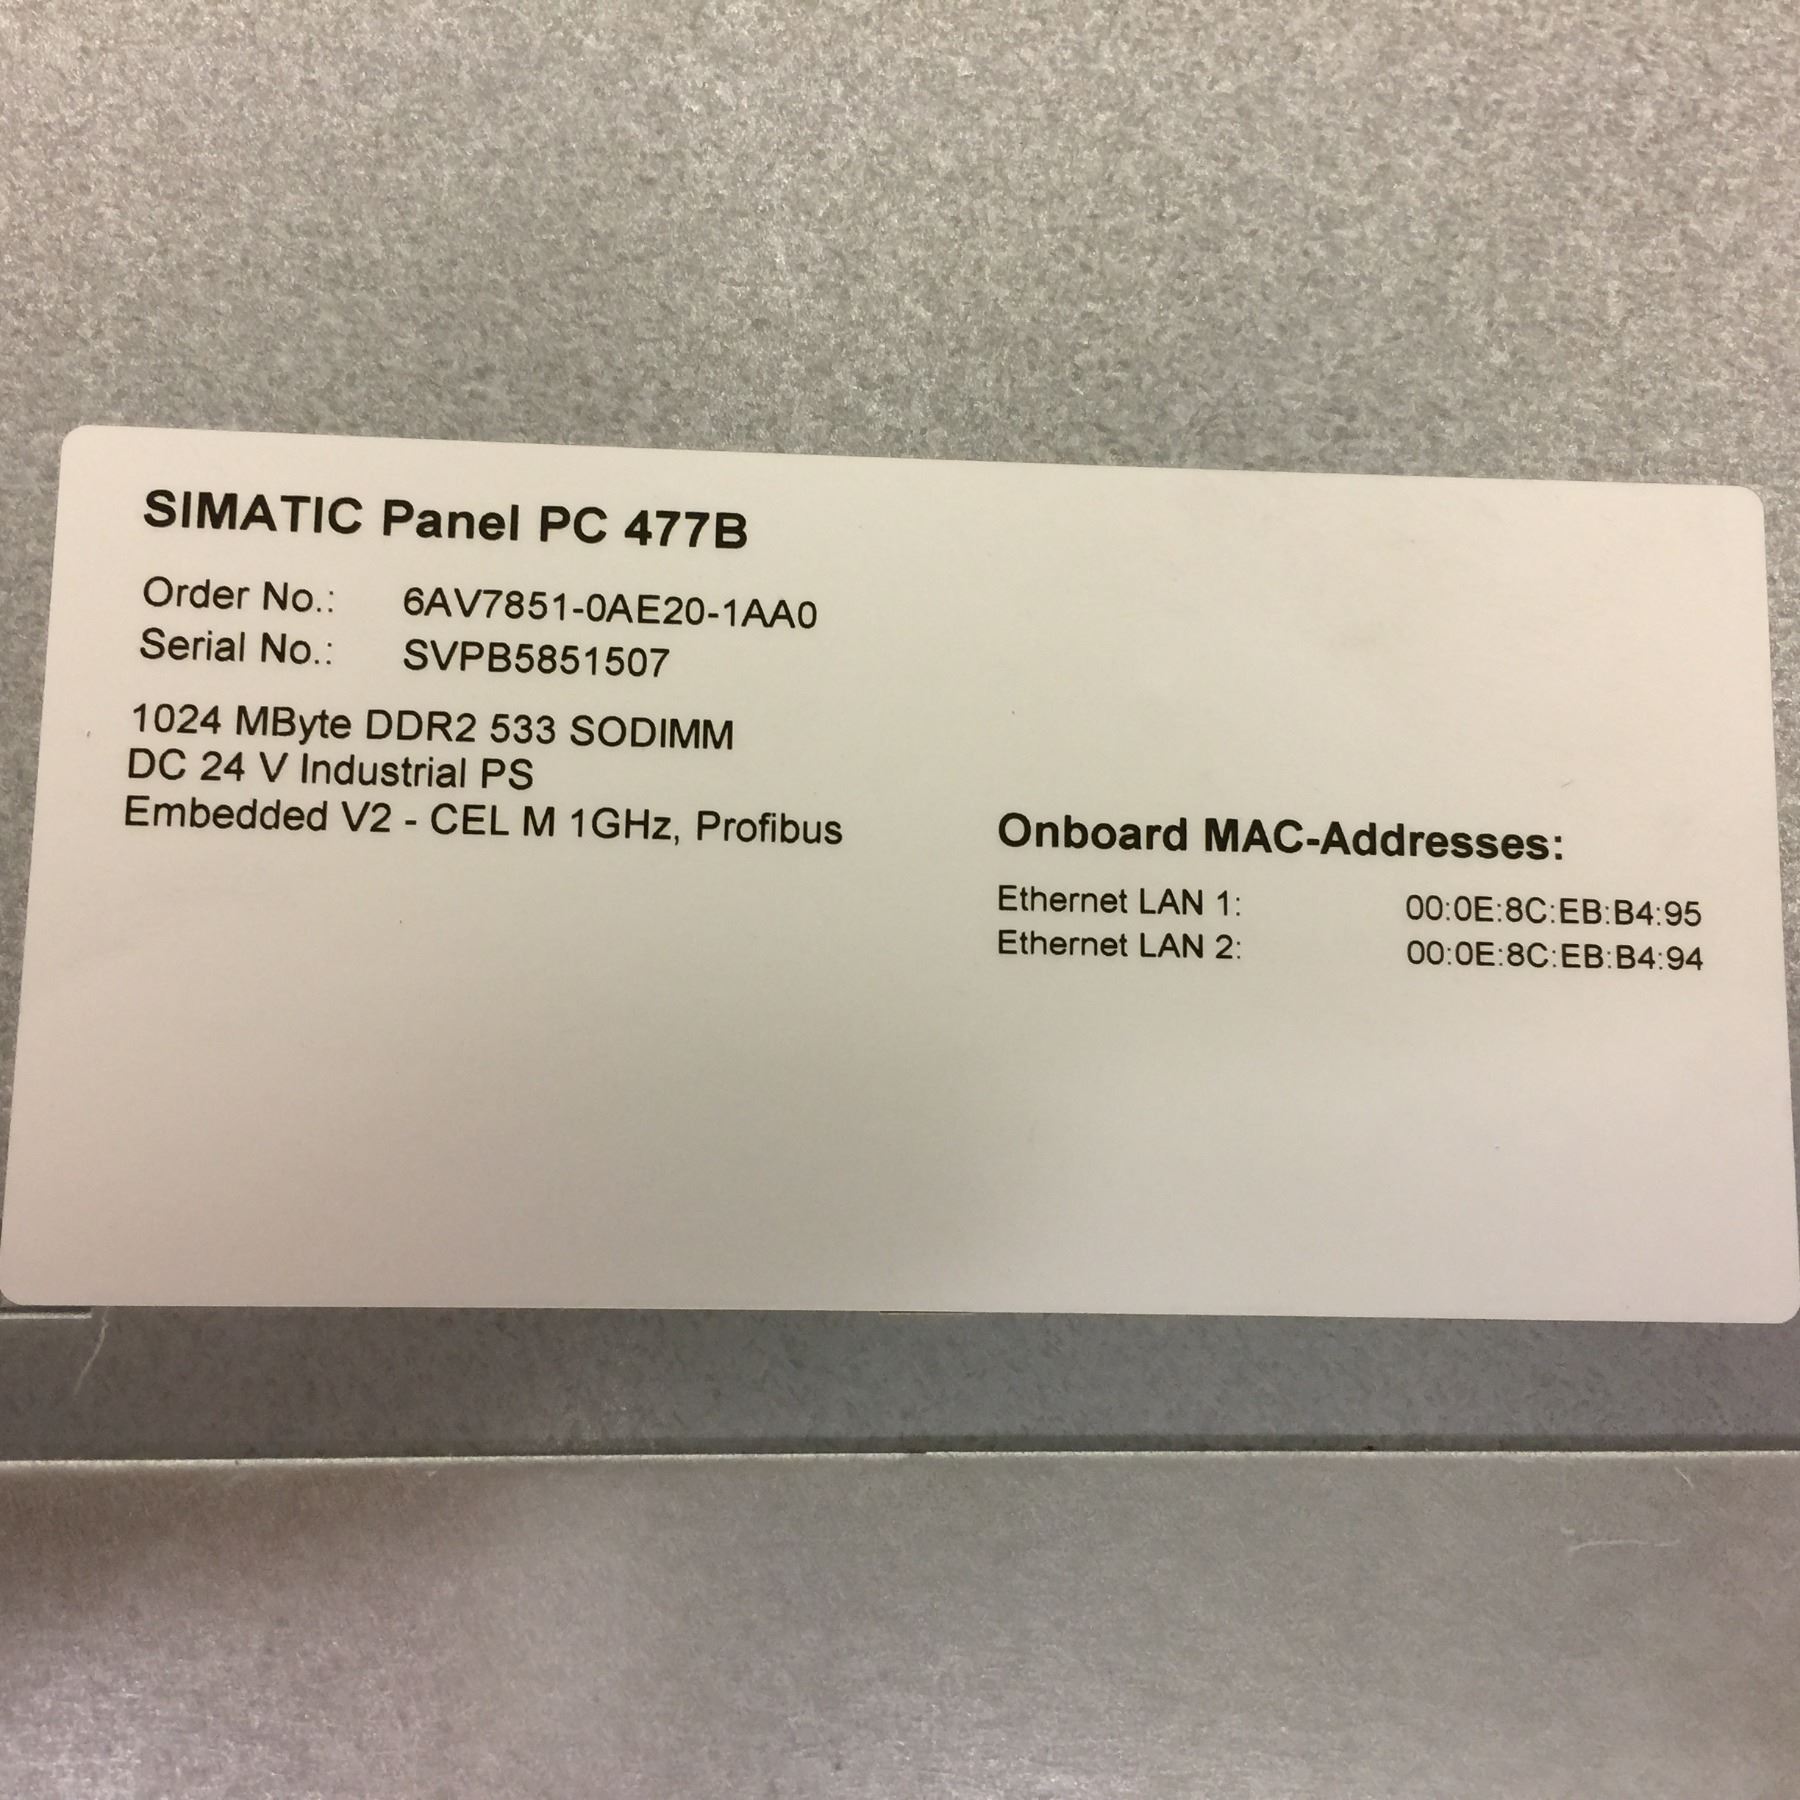 SIMATIC Panel PC 477B
Order No.: 6AV7851-0AE20-1AA0
Serial No.: SVPB5851507
1024 MByte DDR2 533 SODIMM
DC 24 V Industrial PS
Embedded V2 - CEL M 1GHz, Profibus
Onboard MAC-Addresses:
Ethernet LAN 1: 00:0E:8C:EB:B4:95
Ethernet LAN 2: 00:0E:8C:EB:B4:94